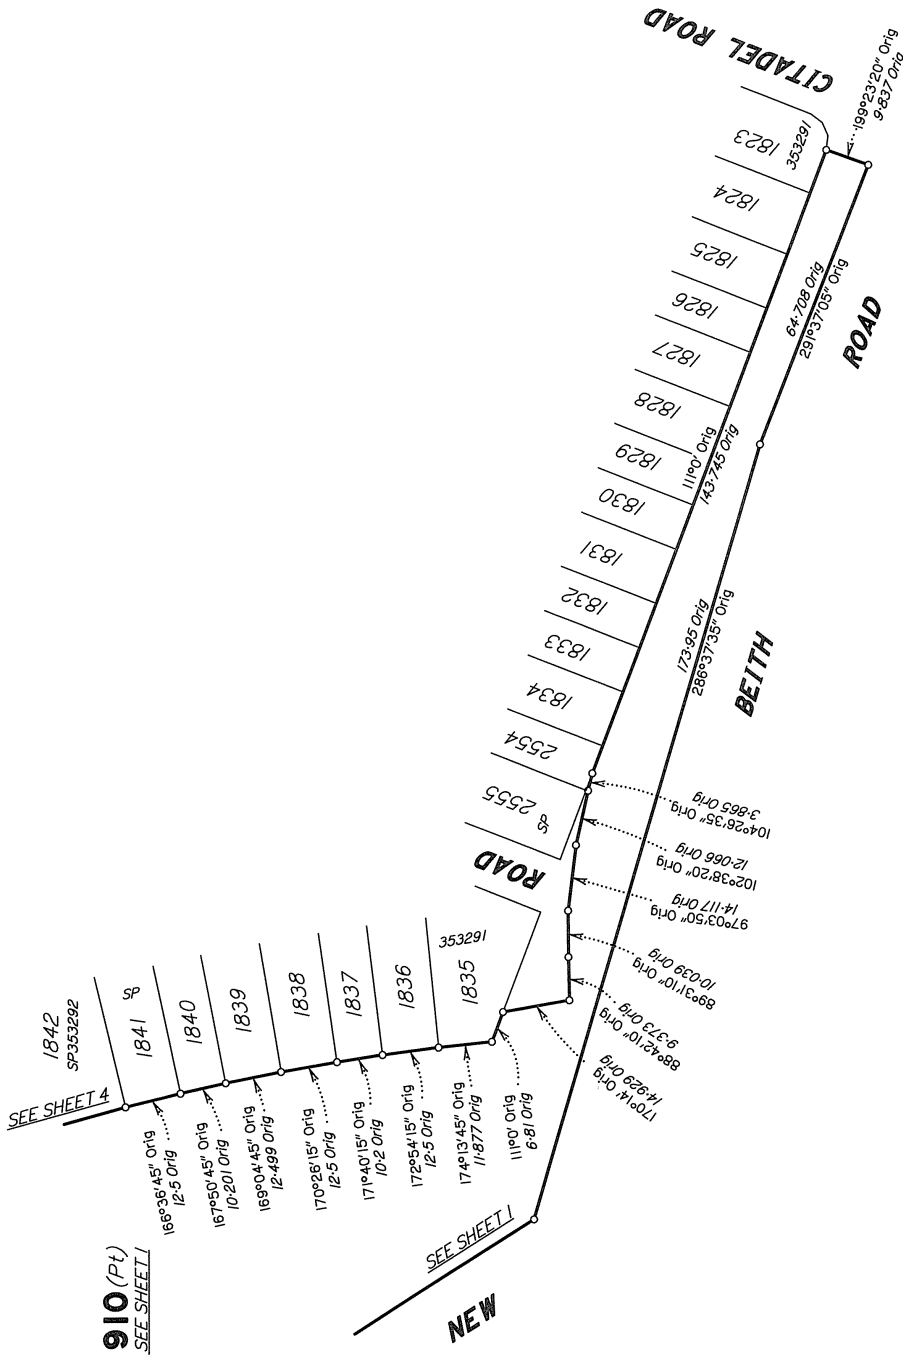 CITADEL ROAD
199°23'20" Orig
9·837 Orig
1823
353291
1824
1825
1826
1827
1828
1829
1830
1831
1832
1833
1834
2554
2555
SP
111°0' Orig
143·745 Orig
64·708 Orig
291°37'05" Orig
ROAD
173·95 Orig
286°37'35" Orig
BEITH
104°26'35" Orig
3·865 Orig
102°38'20" Orig
12·066 Orig
97°03'50" Orig
14·117 Orig
89°31'10" Orig
10·039 Orig
88°42'10" Orig
9·373 Orig
170°14' Orig
14·929 Orig
ROAD
353291
1835
1836
1837
1838
1839
1840
SP
1841
1842
SP353292
SEE SHEET 4
166°36'45" Orig
12·5 Orig
167°50'45" Orig
10·201 Orig
169°04'45" Orig
12·499 Orig
170°26'15" Orig
12·5 Orig
171°40'15" Orig
10·2 Orig
172°54'15" Orig
12·5 Orig
174°13'45" Orig
11·877 Orig
111°0' Orig
6·81 Orig
910 (Pt)
SEE SHEET 1
SEE SHEET 1
NEW